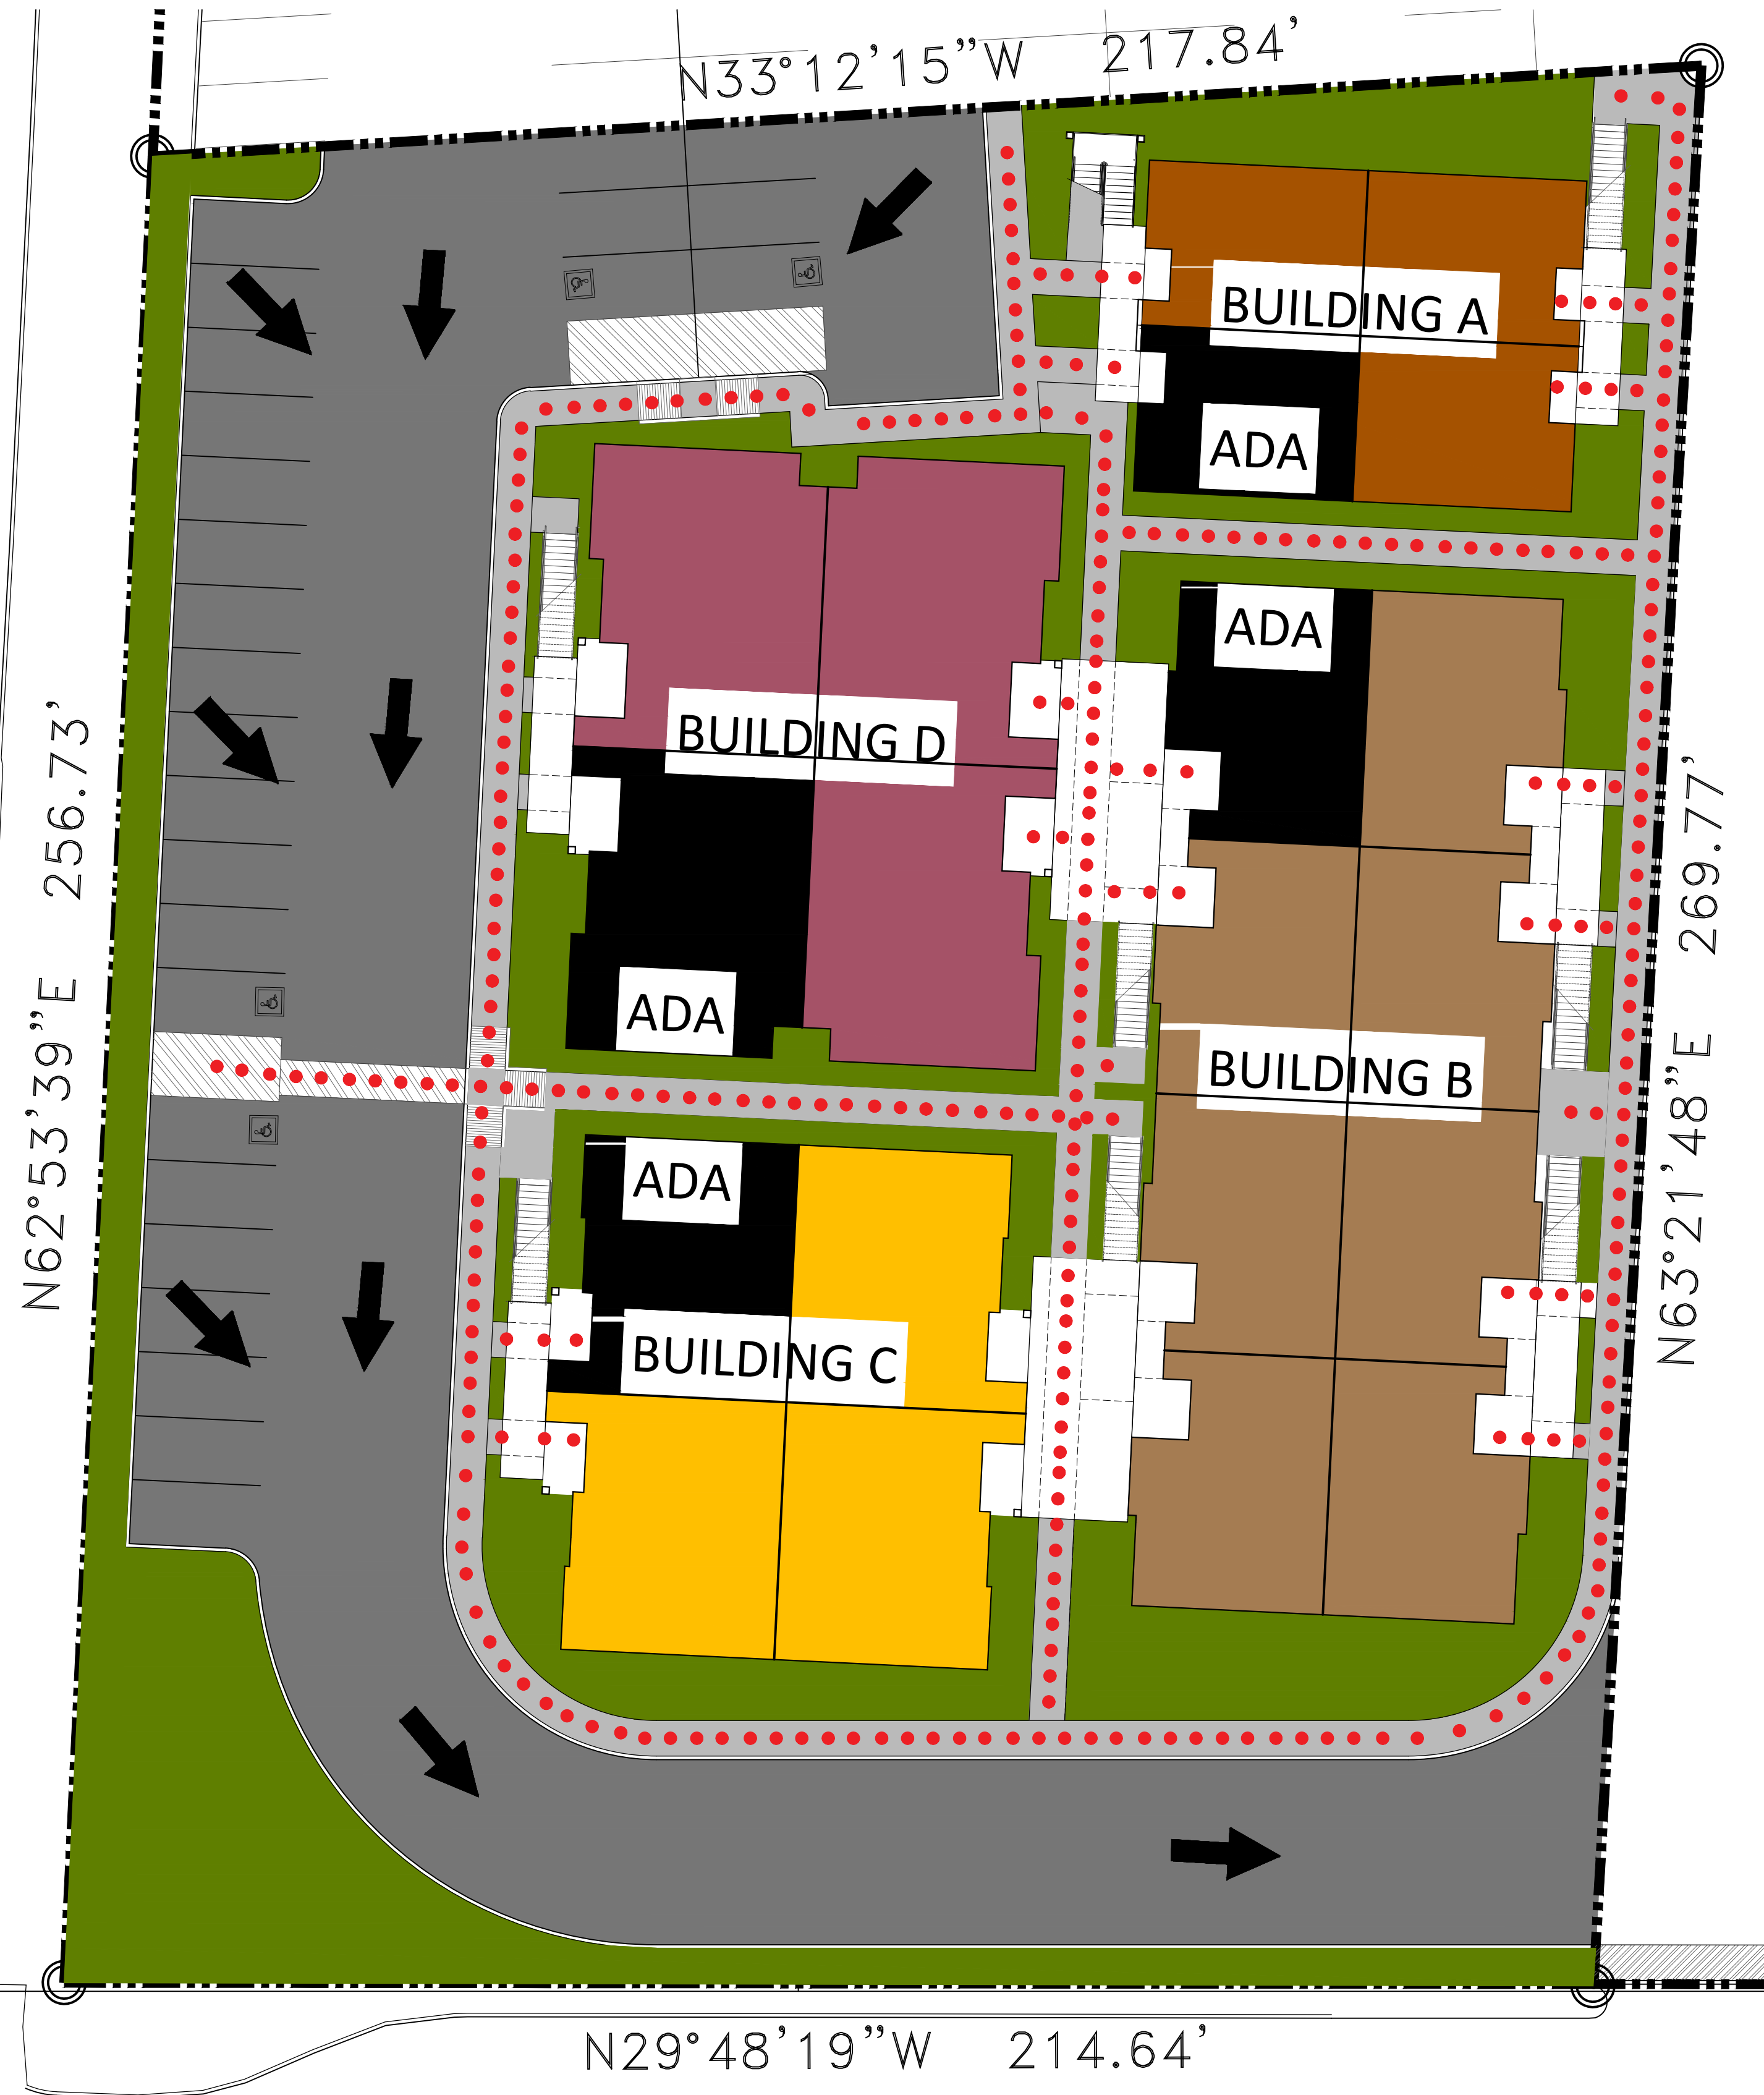 N33°12'15"W 217.84'
BUILDING A
ADA
ADA
BUILDING D
N62°53'39"E 256.73'
N63°21'48"E 269.77'
ADA
BUILDING B
ADA
BUILDING C
N29°48'19"W 214.64'